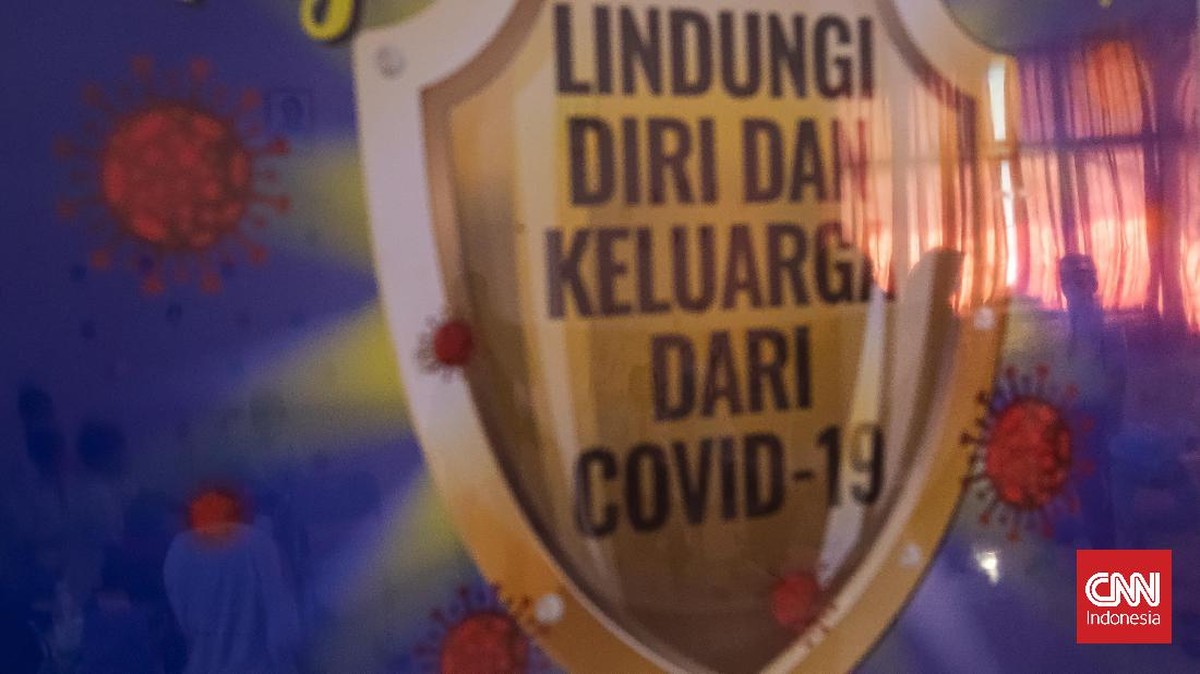 LINDUNGI
DIRI DAN
KELUARGA
DARI
COVID-19
CNN
Indonesia